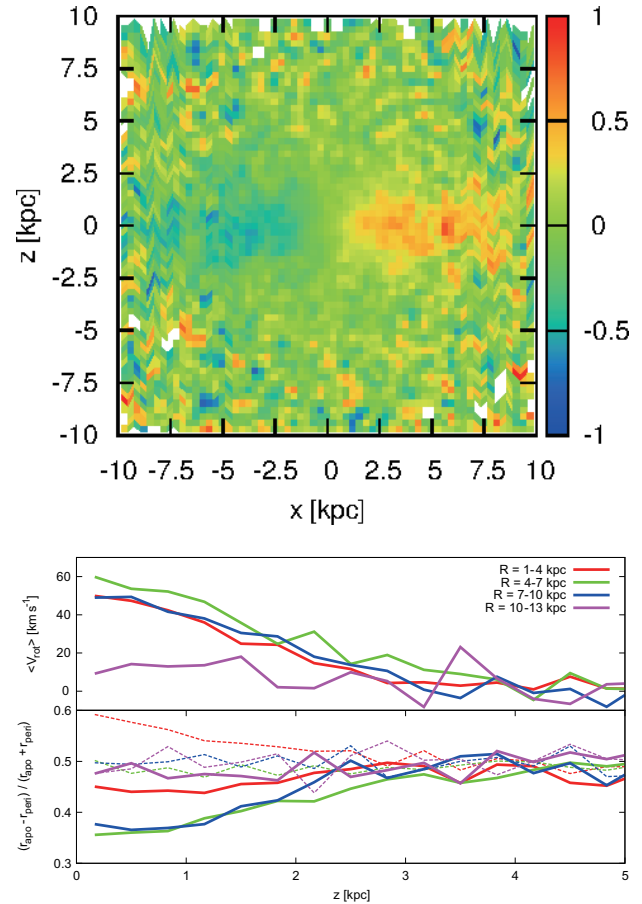 10
7.5
5
2.5
0
-2.5
-5
-7.5
-10
z [kpc]
-10 -7.5 -5 -2.5 0 2.5 5 7.5 10
x [kpc]
1
0.5
0
-0.5
-1
R = 1-4 kpc
R = 4-7 kpc
R = 7-10 kpc
R = 10-13 kpc
60
40
20
0
<V_rot> [km s⁻¹]
0.6
0.5
0.4
0.3
(r_apo - r_peri) / (r_apo + r_peri)
0 1 2 3 4 5
z [kpc]